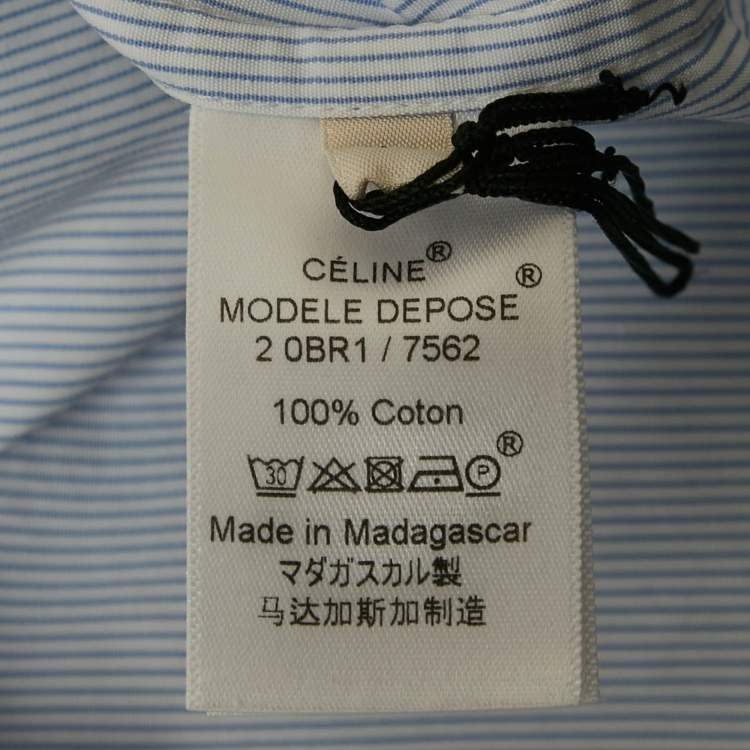 CÉLINE®
MODELE DEPOSE®
2 0BR1 / 7562
100% Coton
30 P ®
Made in Madagascar
マダガスカル製
马达加斯加制造